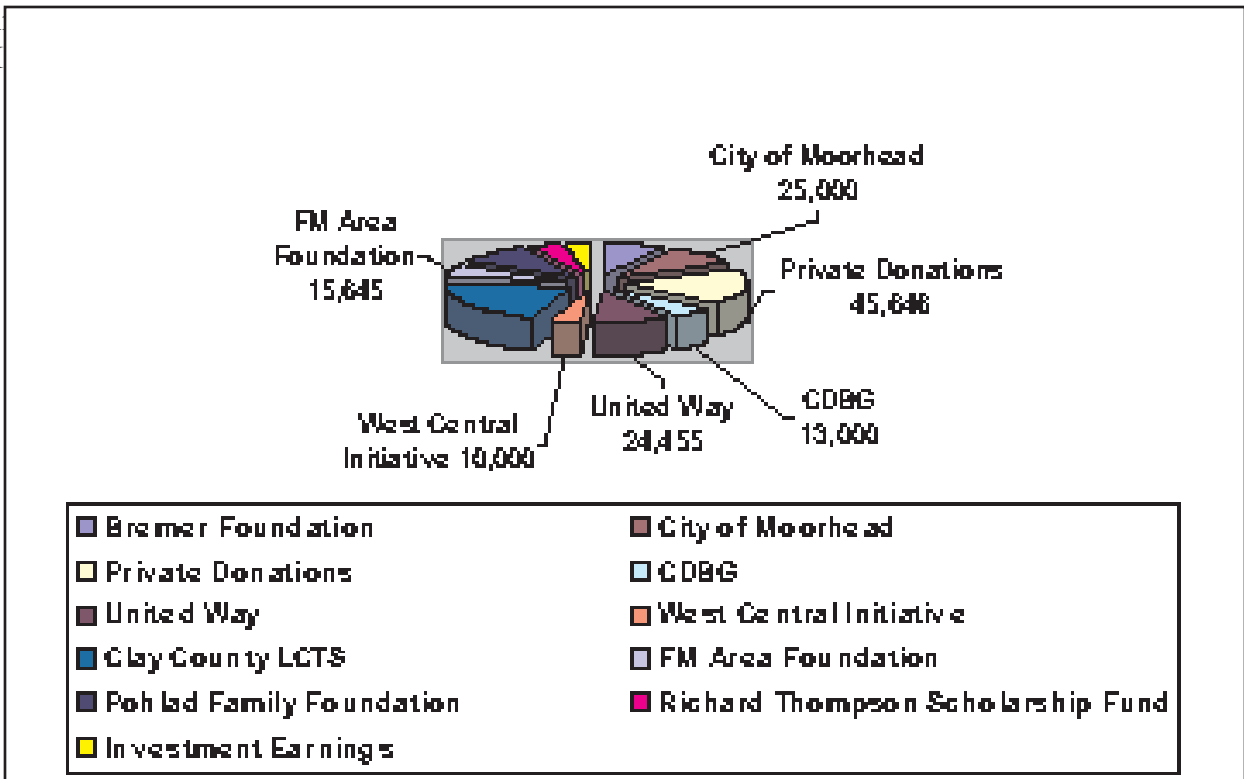 City of Moorhead
25,000
FM Area
Foundation
15,645
Private Donations
45,646
CDBG
13,000
United Way
24,455
West Central
Initiative 10,000
Bremer Foundation
City of Moorhead
Private Donations
CDBG
United Way
West Central Initiative
Clay County LCTS
FM Area Foundation
Pohlad Family Foundation
Richard Thompson Scholarship Fund
Investment Earnings